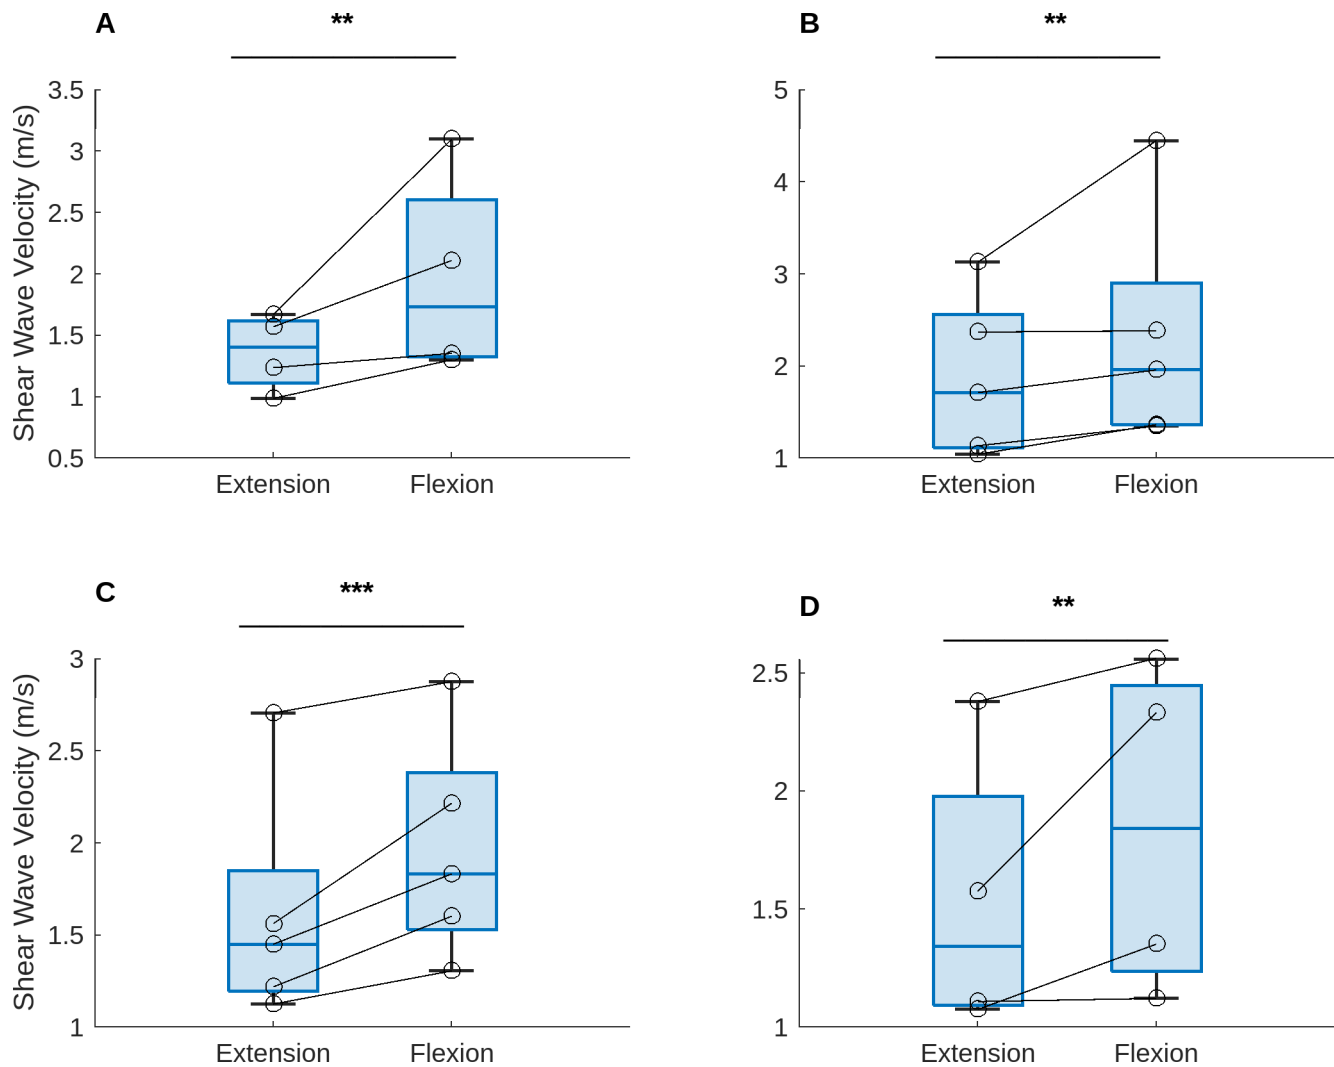 A
**
Shear Wave Velocity (m/s)
3.5
3
2.5
2
1.5
1
0.5
Extension
Flexion
B
**
5
4
3
2
1
Extension
Flexion
C
***
Shear Wave Velocity (m/s)
3
2.5
2
1.5
1
Extension
Flexion
D
**
2.5
2
1.5
1
Extension
Flexion